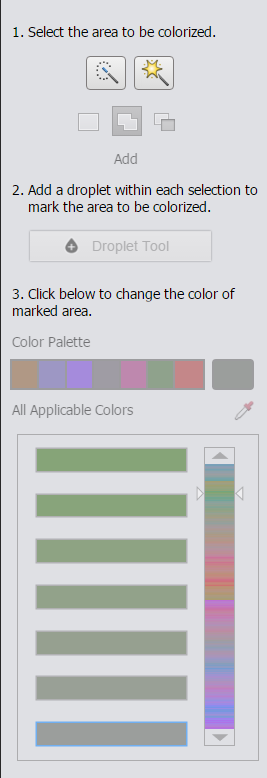 1. Select the area to be colorized.
Add
2. Add a droplet within each selection to
mark the area to be colorized.
Droplet Tool
3. Click below to change the color of
marked area.
Color Palette
All Applicable Colors